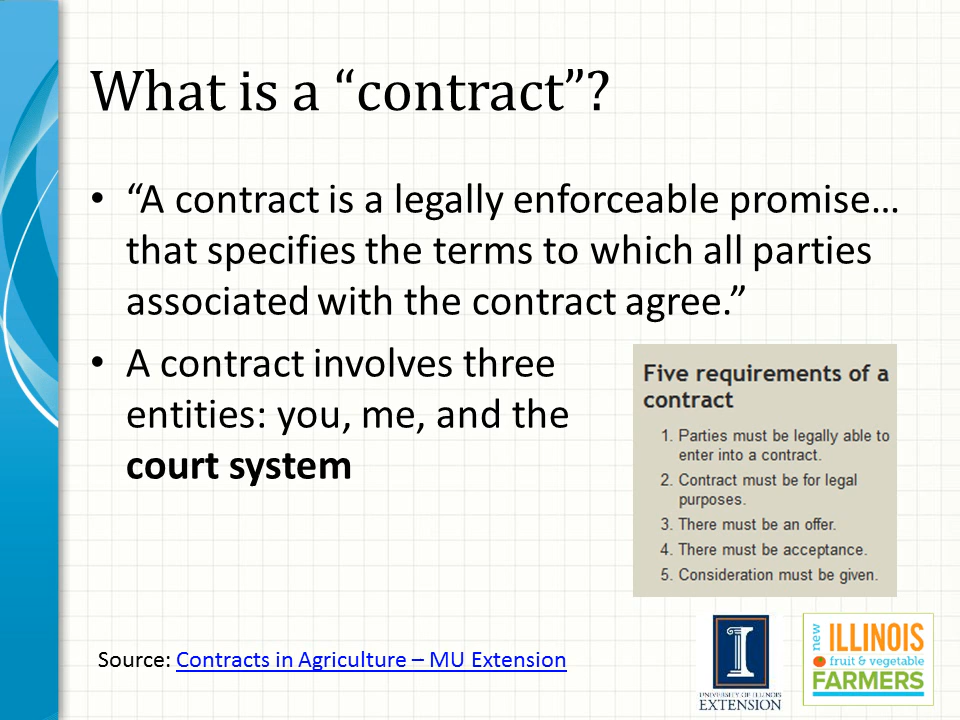 What is a “contract”?
• “A contract is a legally enforceable promise…
that specifies the terms to which all parties
associated with the contract agree.”
• A contract involves three
entities: you, me, and the
court system
Five requirements of a
contract
1. Parties must be legally able to
enter into a contract.
2. Contract must be for legal
purposes.
3. There must be an offer.
4. There must be acceptance.
5. Consideration must be given.
Source: Contracts in Agriculture – MU Extension
I
UNIVERSITY OF ILLINOIS
EXTENSION
new
ILLINOIS
fruit & vegetable
FARMERS